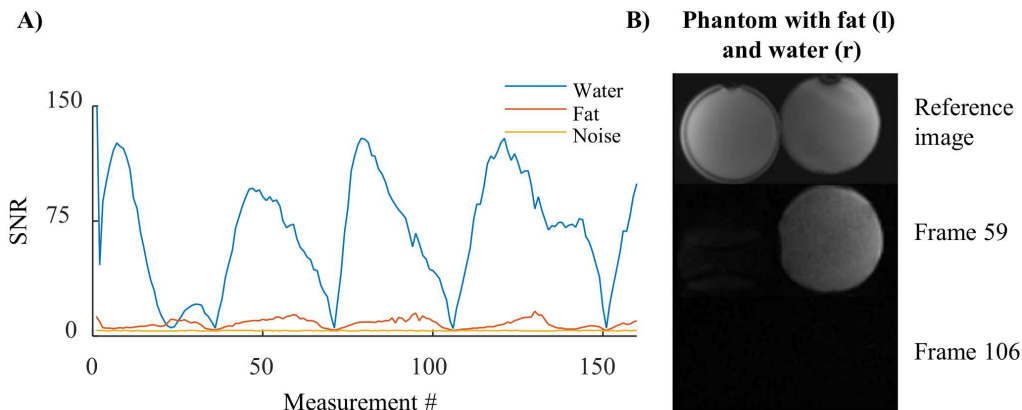 A)
B)
Phantom with fat (l)
and water (r)
150
75
0
SNR
Water
Fat
Noise
0
50
100
150
Measurement #
Reference
image
Frame 59
Frame 106